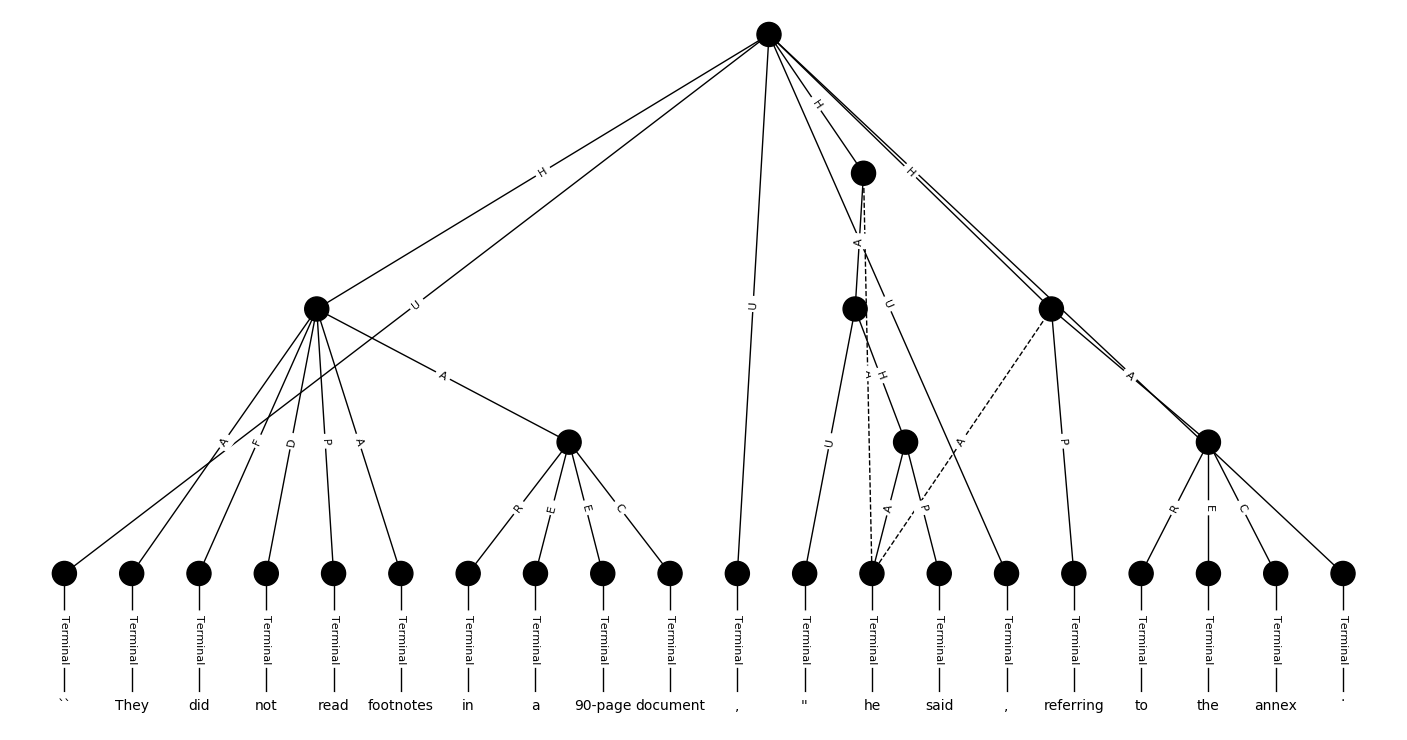 H
H
H
A
U
U
U
A
A
H
A
A F D P A
U
A
P
R E E C
A P
R E C
Terminal Terminal Terminal Terminal Terminal Terminal Terminal Terminal Terminal Terminal Terminal Terminal Terminal Terminal Terminal Terminal Terminal Terminal Terminal Terminal
`` They did not read footnotes in a 90-page document , " he said , referring to the annex .